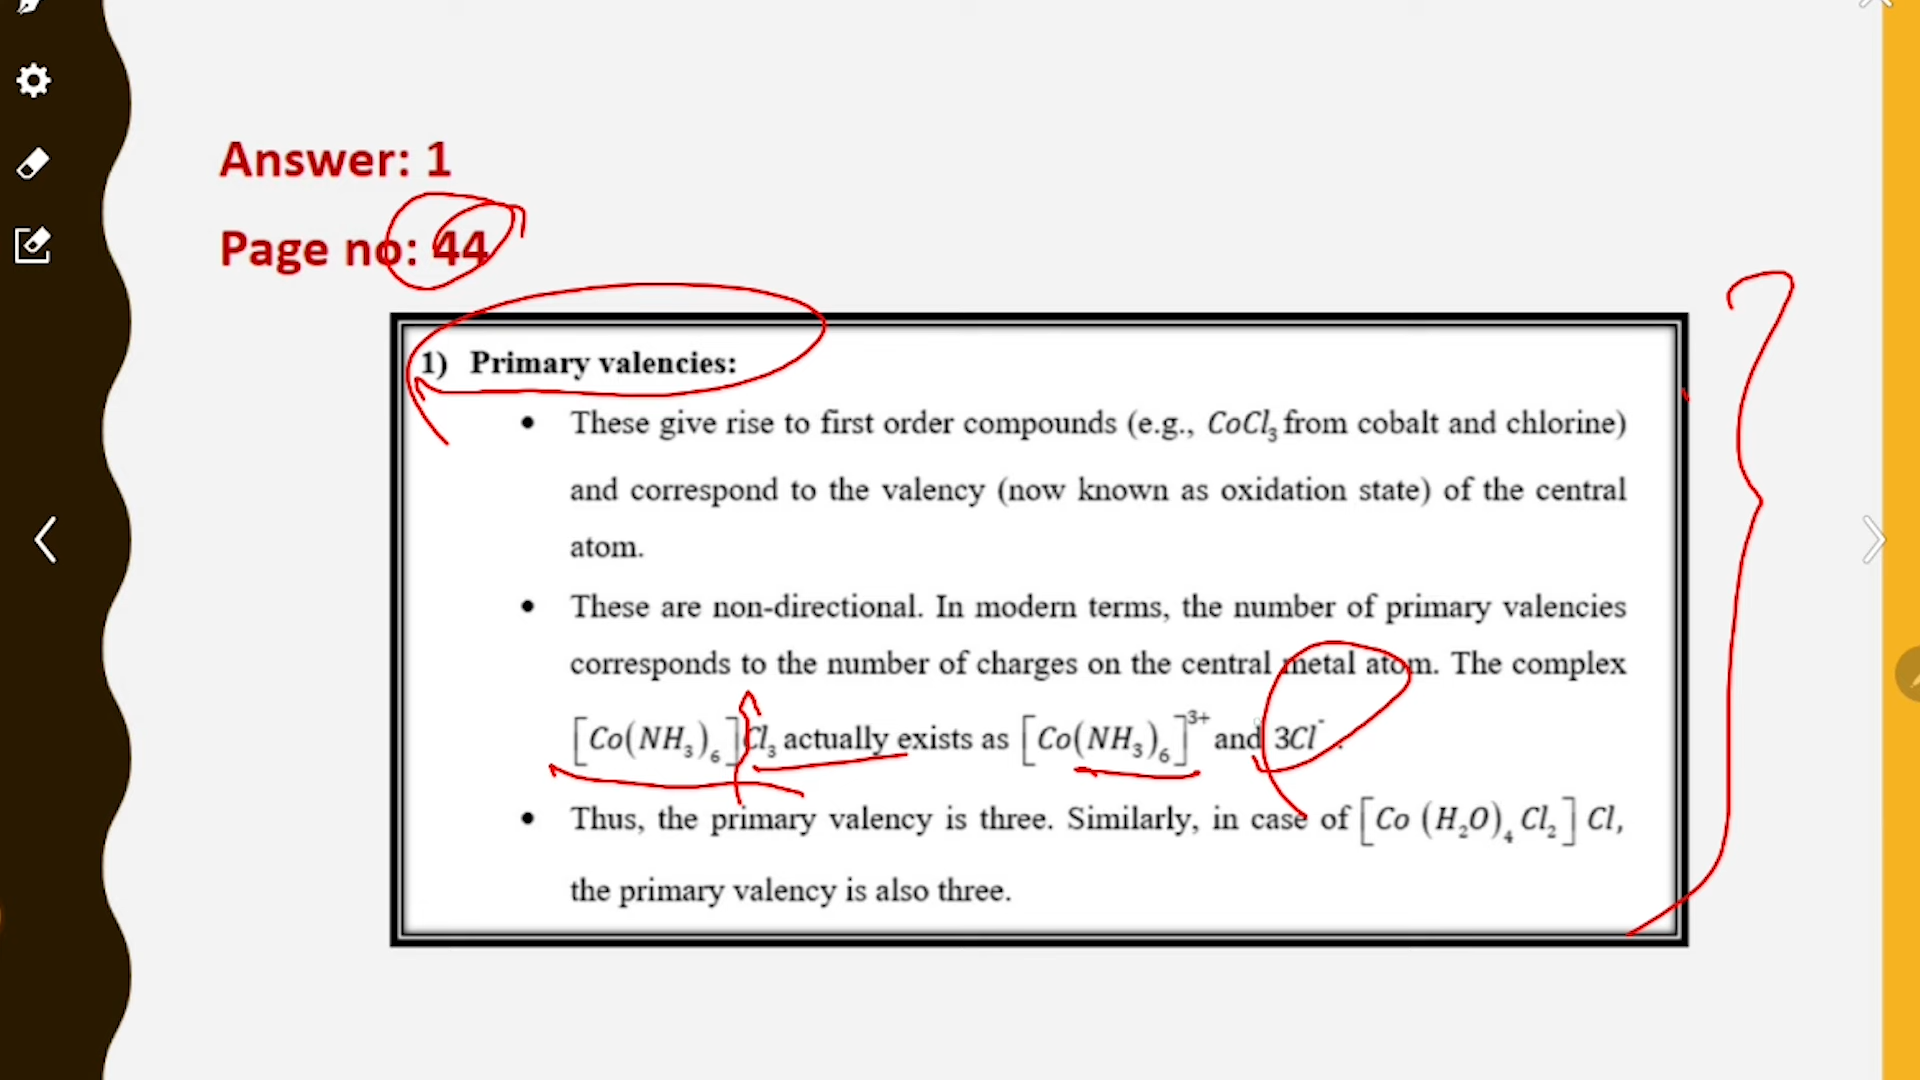 Answer: 1
Page no: 44
1) Primary valencies:
• These give rise to first order compounds (e.g., CoCl₃ from cobalt and chlorine)
and correspond to the valency (now known as oxidation state) of the central
atom.
• These are non-directional. In modern terms, the number of primary valencies
corresponds to the number of charges on the central metal atom. The complex
[Co(NH₃)₆]Cl₃ actually exists as [Co(NH₃)₆]³⁺ and 3Cl⁻.
• Thus, the primary valency is three. Similarly, in case of [Co (H₂O)₄ Cl₂] Cl,
the primary valency is also three.